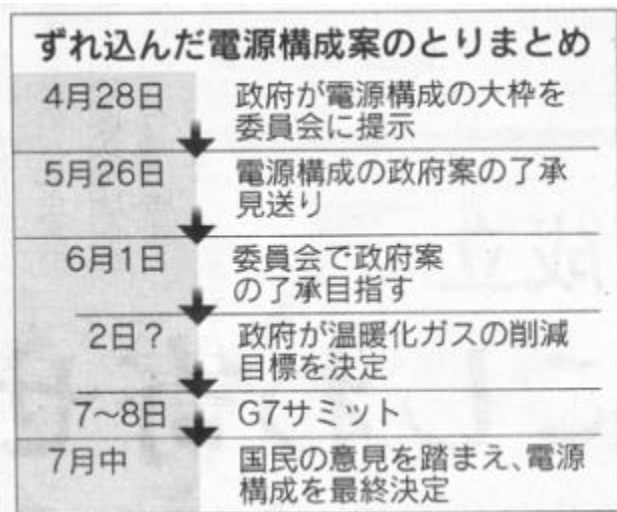 ずれ込んだ電源構成案のとりまとめ
4月28日 政府が電源構成の大枠を
委員会に提示
5月26日 電源構成の政府案の了承
見送り
6月1日 委員会で政府案
の了承目指す
2日? 政府が温暖化ガスの削減
目標を決定
7~8日 G7サミット
7月中 国民の意見を踏まえ、電源
構成を最終決定